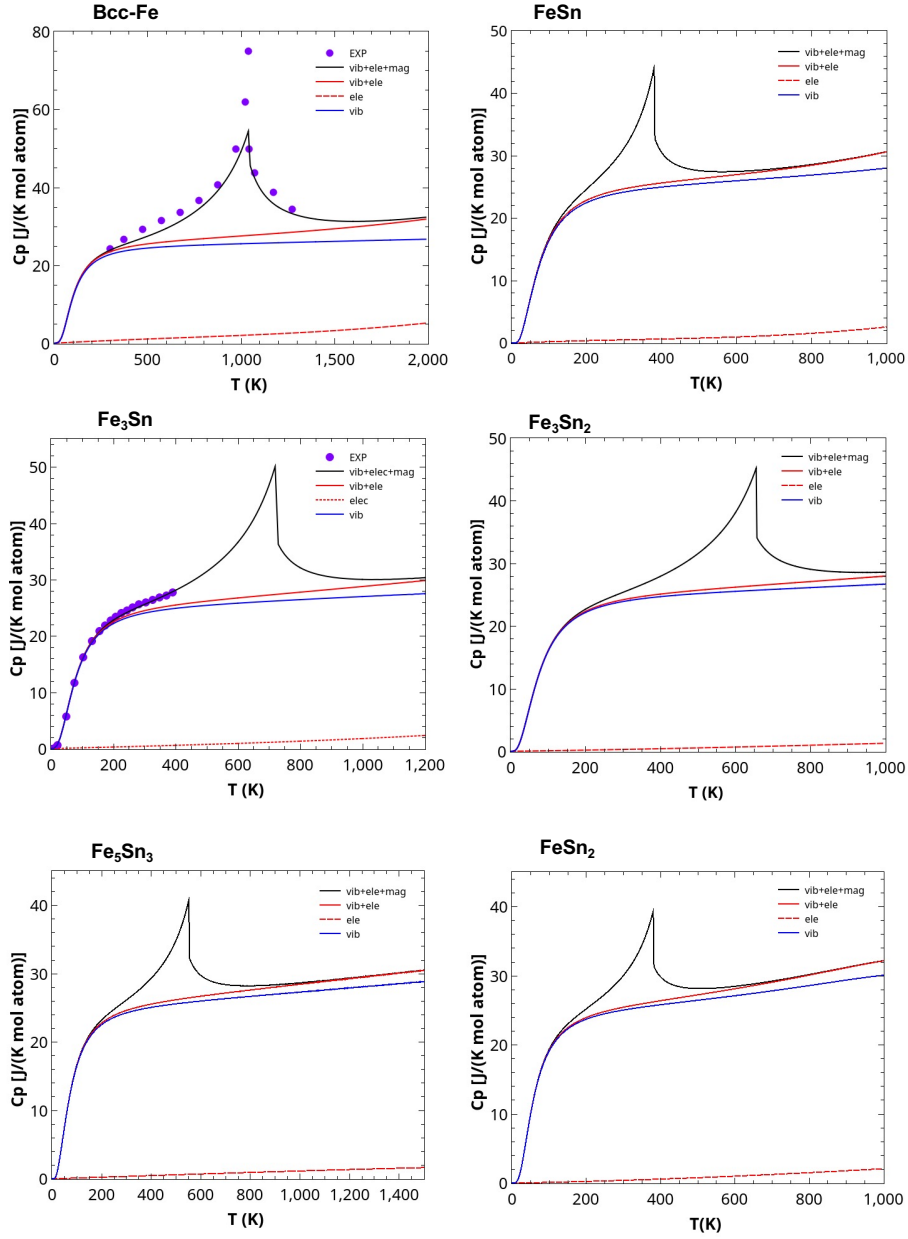 Bcc-Fe
80
60
40
20
0
Cp [J/(K mol atom)]
EXP
vib+ele+mag
vib+ele
ele
vib
0
500
1,000
1,500
2,000
T (K)
FeSn
50
40
30
20
10
0
Cp [J/(K mol atom)]
vib+ele+mag
vib+ele
ele
vib
0
200
400
600
800
1,000
T(K)
Fe₃Sn
50
40
30
20
10
0
Cp [J/(K mol atom)]
EXP
vib+elec+mag
vib+ele
elec
vib
0
200
400
600
800
1,000
1,200
T (K)
Fe₃Sn₂
50
40
30
20
10
0
Cp [J/(K mol atom)]
vib+ele+mag
vib+ele
ele
vib
0
200
400
600
800
1,000
T (K)
Fe₅Sn₃
40
30
20
10
0
Cp [J/(K mol atom)]
vib+ele+mag
vib+ele
ele
vib
0
200
400
600
800
1,000
1,200
1,400
T (K)
FeSn₂
40
30
20
10
0
Cp [J/(K mol atom)]
vib+ele+mag
vib+ele
ele
vib
0
200
400
600
800
1,000
T(K)